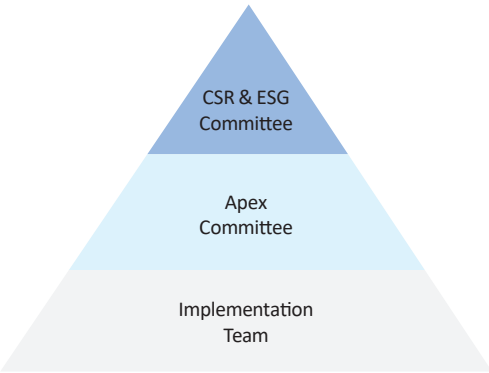 CSR & ESG
Committee
Apex
Committee
Implementation
Team